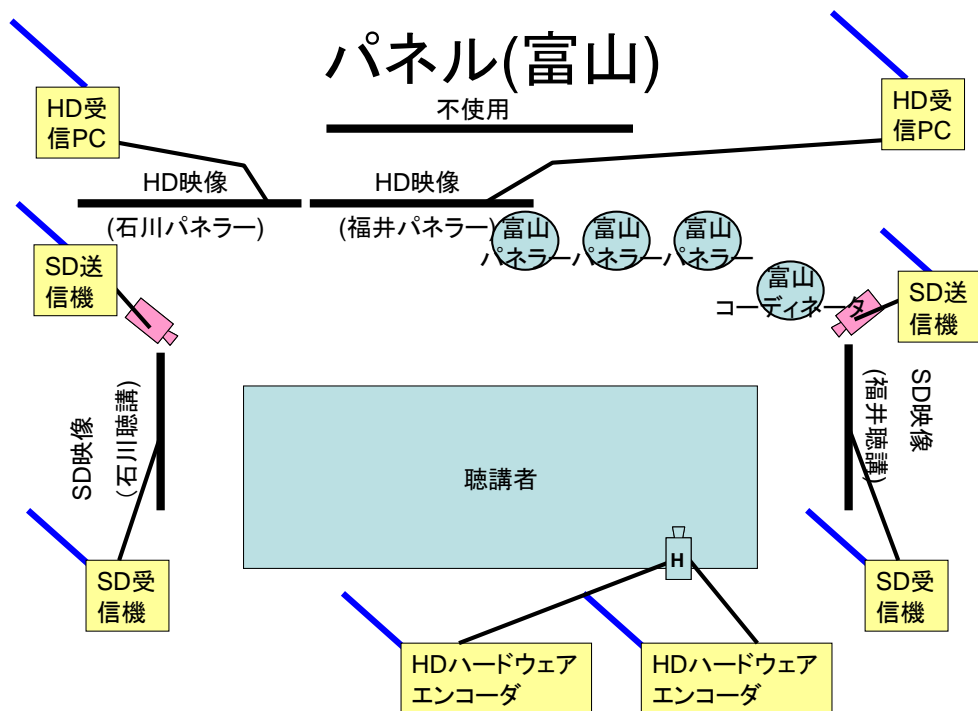 パネル(富山)
不使用
HD受
信PC
HD受
信PC
HD映像
HD映像
(石川パネラー)
(福井パネラー)
富山
パネラー
富山
パネラー
富山
パネラー
SD送
信機
富山
コーディネータ
SD送
信機
SD映像
(石川聴講)
SD映像
(福井聴講)
聴講者
H
SD受
信機
SD受
信機
HDハードウェア
エンコーダ
HDハードウェア
エンコーダ